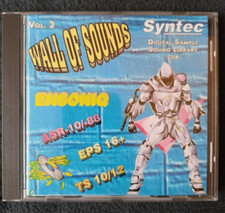 Vol. 2
Syntec
WALL OF SOUNDS
Digital Sample
Sound Library
for
ENSONIQ
ASR 10/88
EPS 16+
TS 10/12